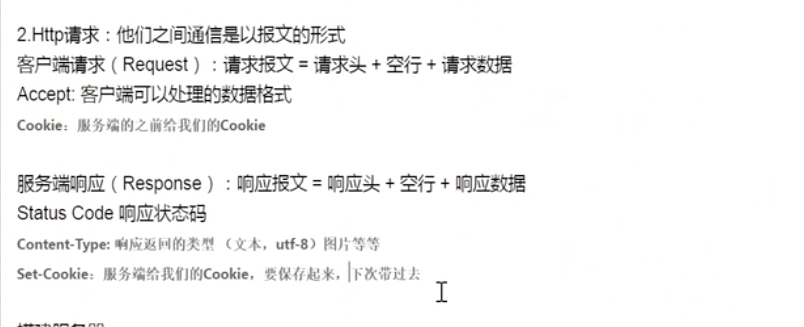 2.Http请求：他们之间通信是以报文的形式
客户端请求（Request）：请求报文 = 请求头 + 空行 + 请求数据
Accept: 客户端可以处理的数据格式
Cookie：服务端的之前给我们的Cookie
服务端响应（Response）：响应报文 = 响应头 + 空行 + 响应数据
Status Code 响应状态码
Content-Type: 响应返回的类型 （文本，utf-8）图片等等
Set-Cookie：服务端给我们的Cookie，要保存起来，下次带过去